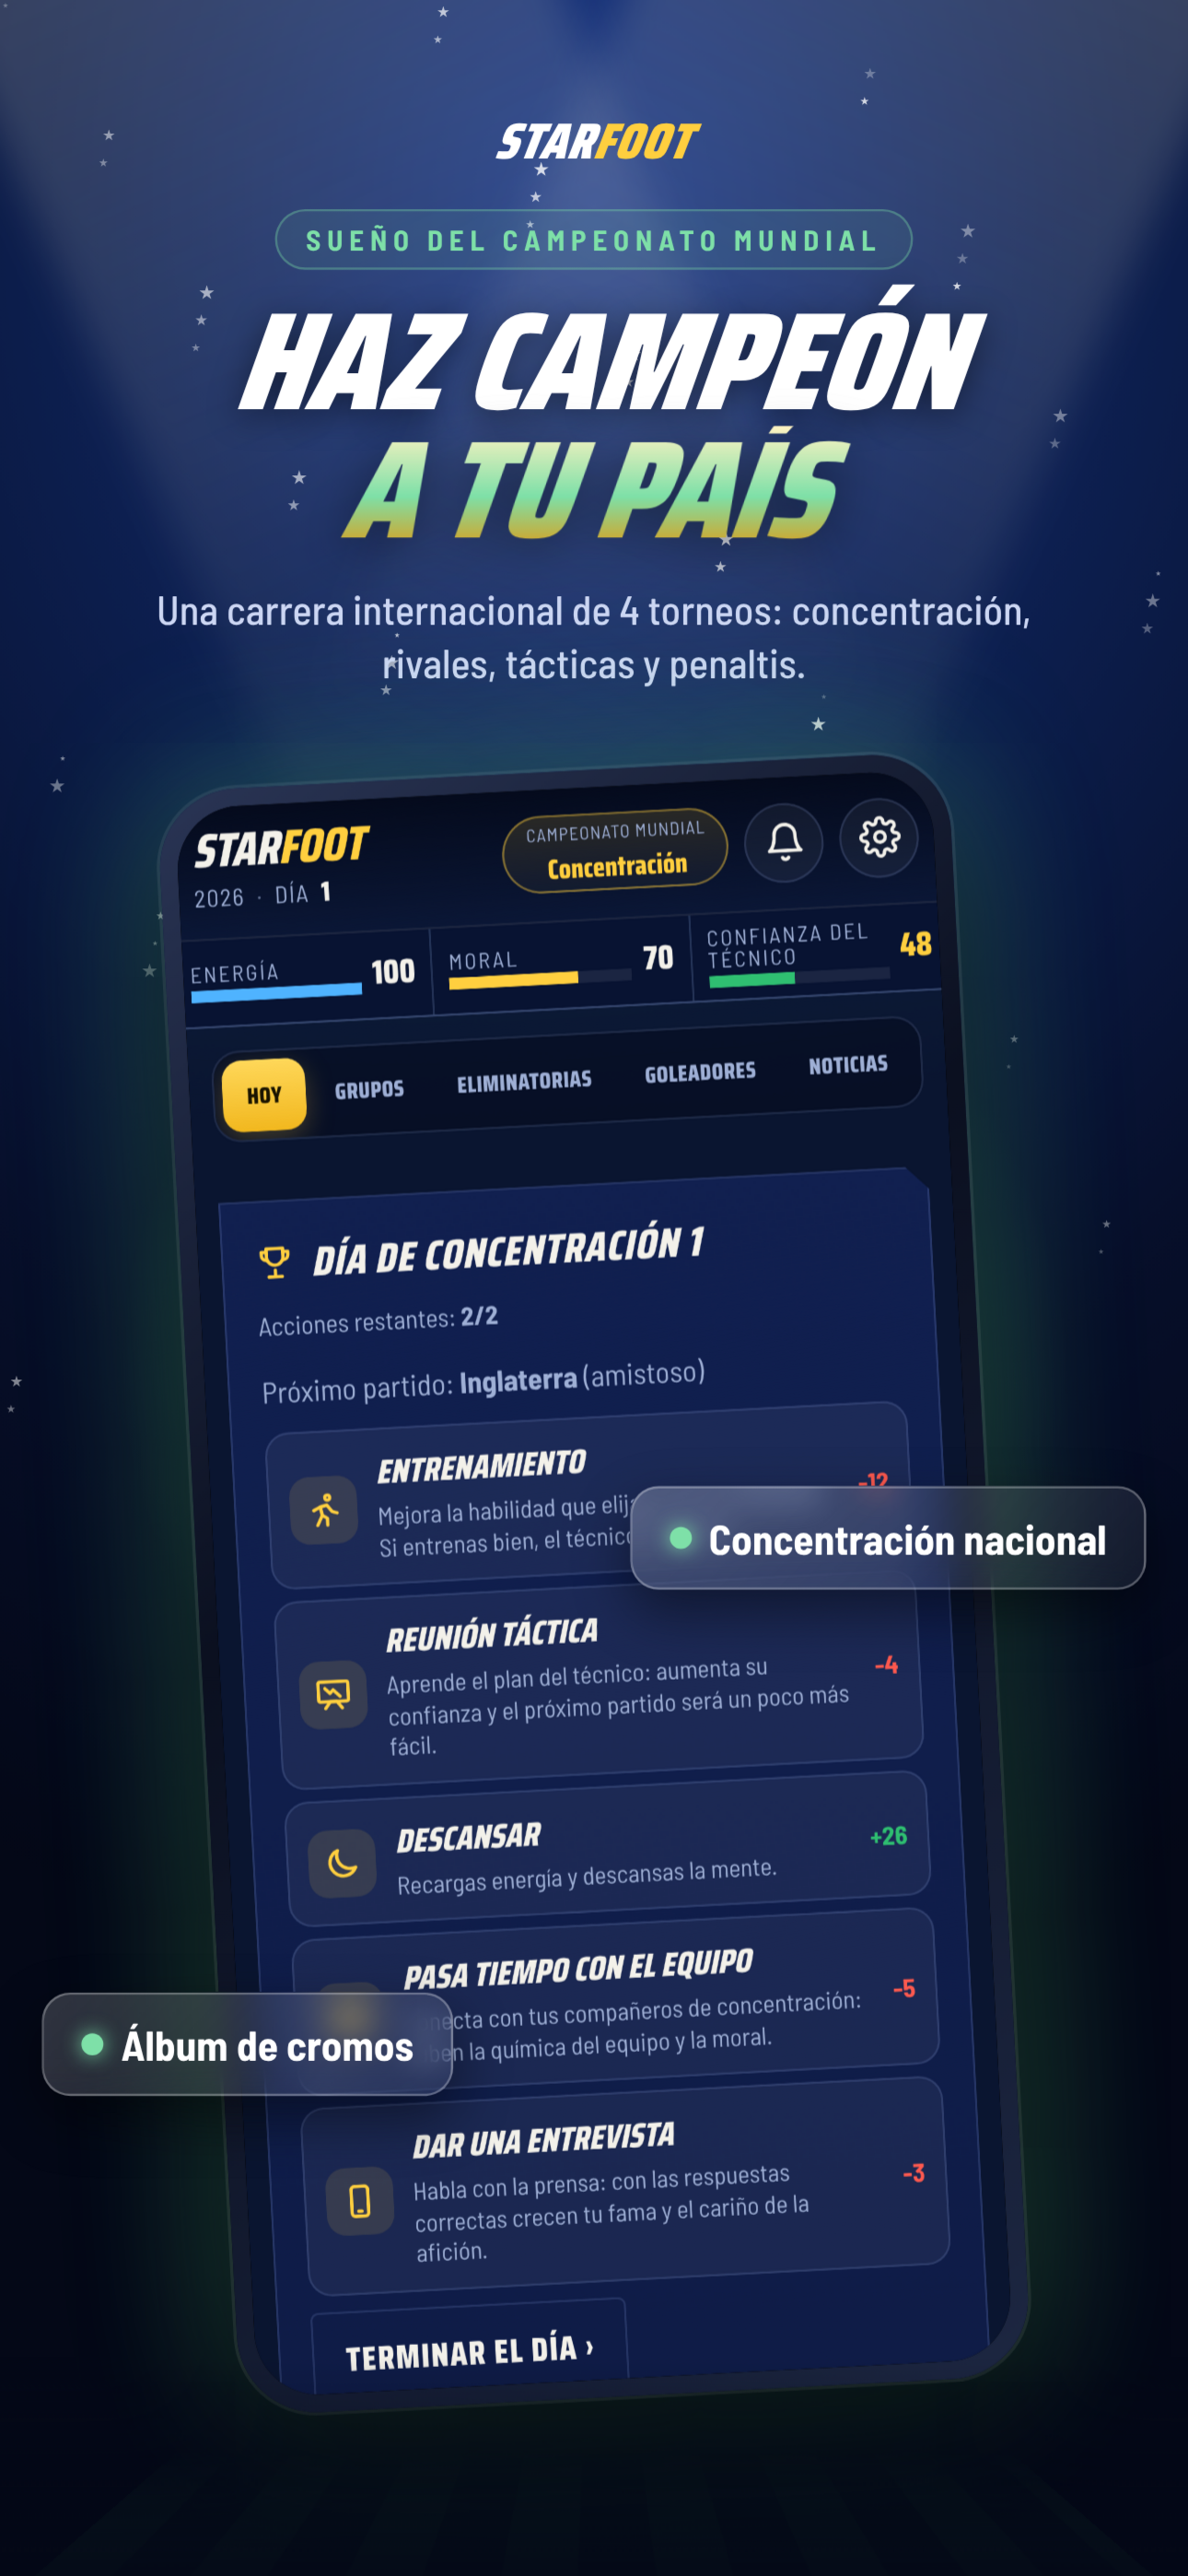 STARFOOT
SUEÑO DEL CAMPEONATO MUNDIAL
HAZ CAMPEÓN
A TU PAÍS
Una carrera internacional de 4 torneos: concentración,
rivales, tácticas y penaltis.
STARFOOT
2026 · DÍA 1
CAMPEONATO MUNDIAL
Concentración
ENERGÍA 100
MORAL 70
CONFIANZA DEL
TÉCNICO
48
HOY GRUPOS ELIMINATORIAS GOLEADORES NOTICIAS
DÍA DE CONCENTRACIÓN 1
Acciones restantes: 2/2
Próximo partido: Inglaterra (amistoso)
ENTRENAMIENTO
-12
Mejora la habilidad que
Si entrenas bien, el
Concentración nacional
REUNIÓN TÁCTICA
Aprende el plan del técnico: aumenta su
confianza y el próximo partido será un poco más
fácil.
-4
DESCANSAR
Recargas energía y descansas la mente.
+26
PASA TIEMPO CON EL EQUIPO
con tus compañeros de concentración:
la química del equipo y la moral.
-5
Álbum de cromos
DAR UNA ENTREVISTA
Habla con la prensa: con las respuestas
correctas crecen tu fama y el cariño de la
afición.
-3
TERMINAR EL DÍA ›